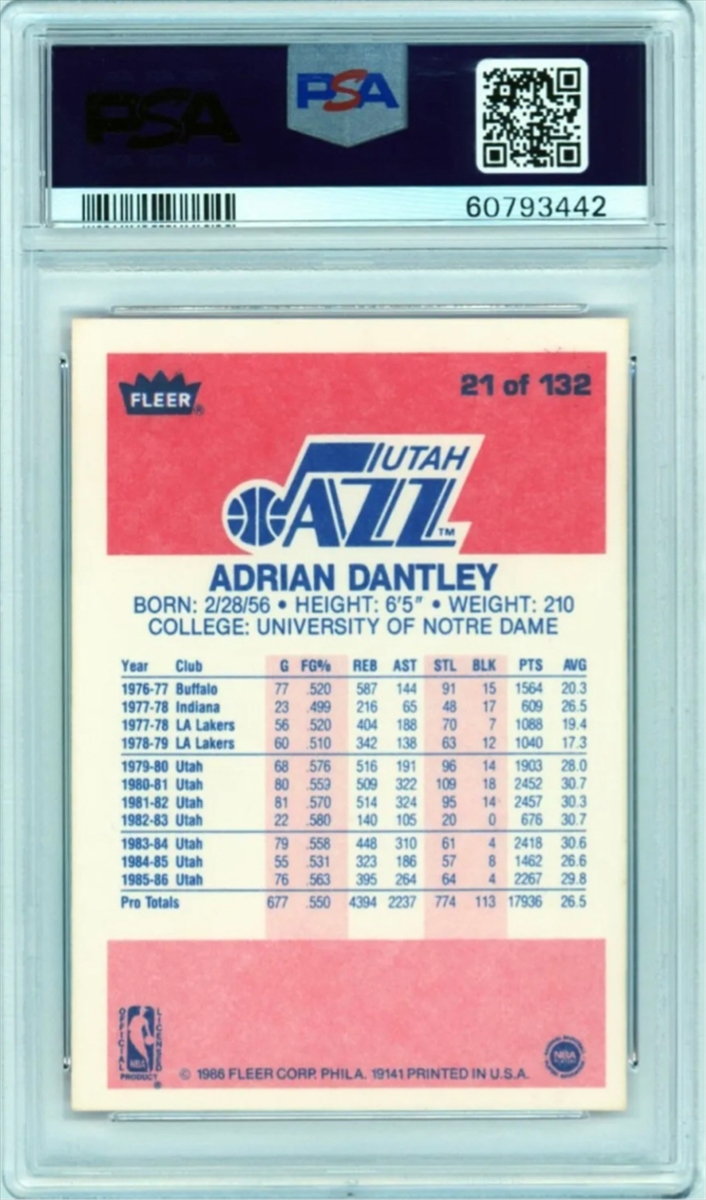 PSA
PSA
60793442
FLEER®
21 of 132
UTAH
JAZZ™
ADRIAN DANTLEY
BORN: 2/28/56 • HEIGHT: 6'5" • WEIGHT: 210
COLLEGE: UNIVERSITY OF NOTRE DAME
Year Club G FG% REB AST STL BLK PTS AVG
1976-77 Buffalo 77 .520 587 144 91 15 1564 20.3
1977-78 Indiana 23 .499 216 65 48 17 609 26.5
1977-78 LA Lakers 56 .520 404 188 70 7 1088 19.4
1978-79 LA Lakers 60 .510 342 138 63 12 1040 17.3
1979-80 Utah 68 .576 516 191 96 14 1903 28.0
1980-81 Utah 80 .559 509 322 109 18 2452 30.7
1981-82 Utah 81 .570 514 324 95 14 2457 30.3
1982-83 Utah 22 .580 140 105 20 0 676 30.7
1983-84 Utah 79 .558 448 310 61 4 2418 30.6
1984-85 Utah 55 .531 323 186 57 8 1462 26.6
1985-86 Utah 76 .563 395 264 64 4 2267 29.8
Pro Totals 677 .550 4394 2237 774 113 17936 26.5
OFFICIAL LICENSED
NBA
PRODUCT®
© 1986 FLEER CORP. PHILA. 19141 PRINTED IN U.S.A.
NBA